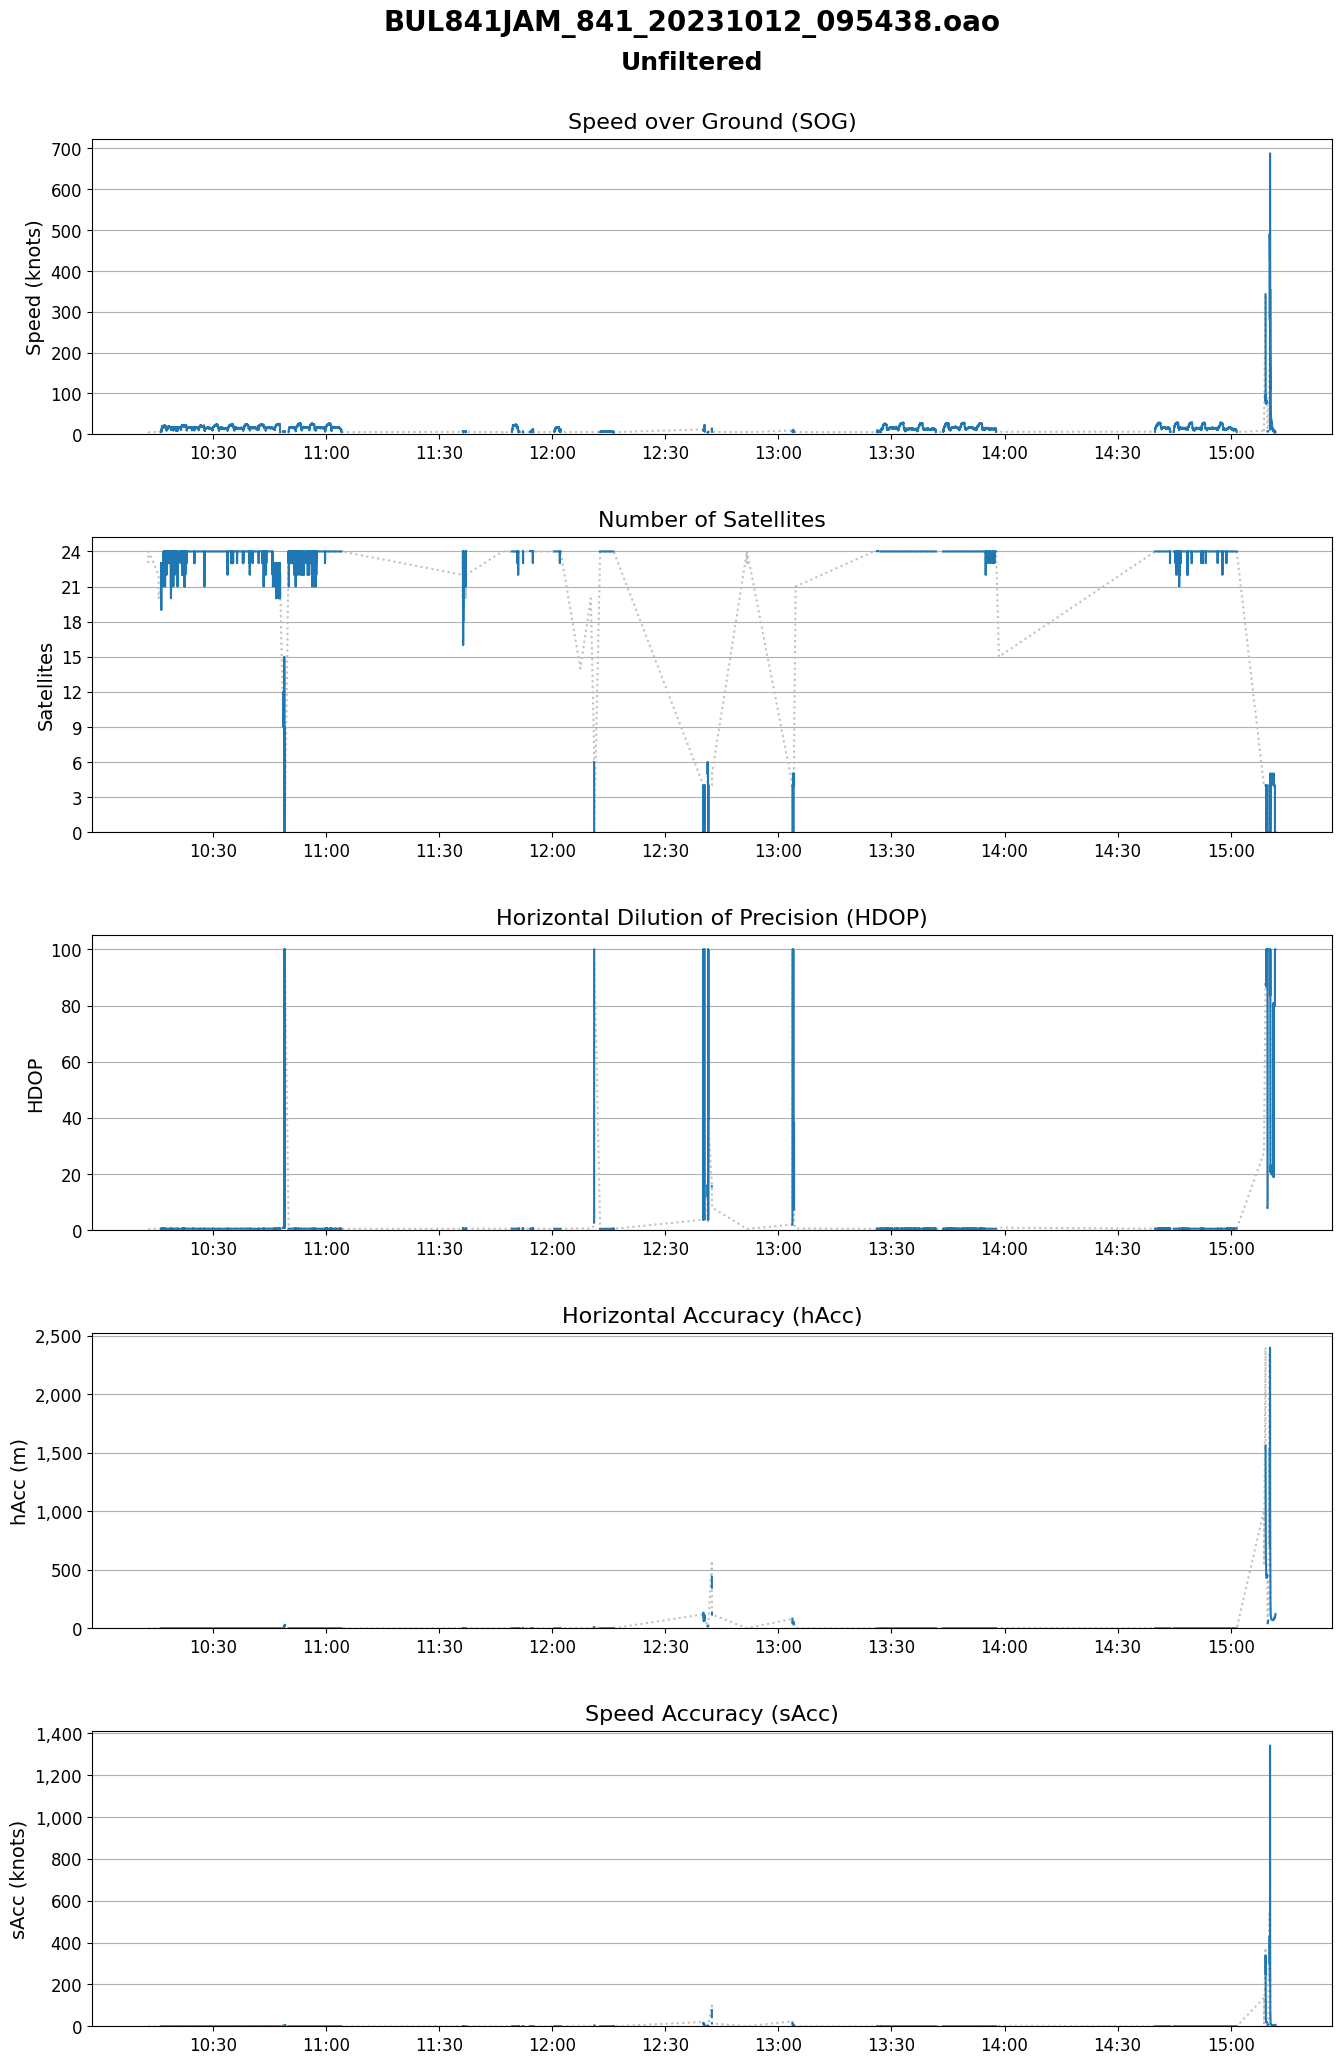 BUL841JAM_841_20231012_095438.oao
Unfiltered
Speed over Ground (SOG)
Speed (knots)
700
600
500
400
300
200
100
0
10:30 11:00 11:30 12:00 12:30 13:00 13:30 14:00 14:30 15:00
Number of Satellites
Satellites
24
21
18
15
12
9
6
3
0
10:30 11:00 11:30 12:00 12:30 13:00 13:30 14:00 14:30 15:00
Horizontal Dilution of Precision (HDOP)
HDOP
100
80
60
40
20
0
10:30 11:00 11:30 12:00 12:30 13:00 13:30 14:00 14:30 15:00
Horizontal Accuracy (hAcc)
hAcc (m)
2,500
2,000
1,500
1,000
500
0
10:30 11:00 11:30 12:00 12:30 13:00 13:30 14:00 14:30 15:00
Speed Accuracy (sAcc)
sAcc (knots)
1,400
1,200
1,000
800
600
400
200
0
10:30 11:00 11:30 12:00 12:30 13:00 13:30 14:00 14:30 15:00